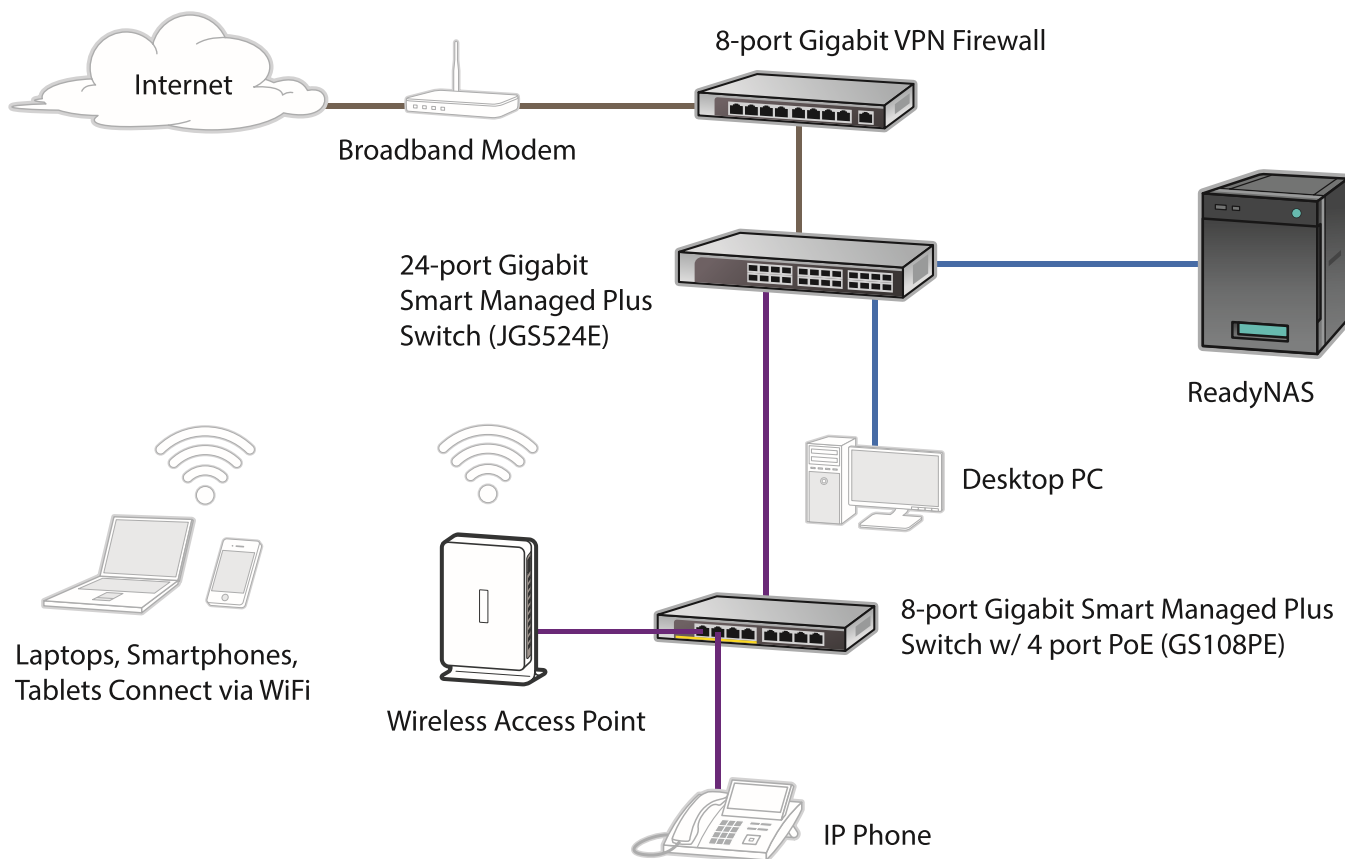 8-port Gigabit VPN Firewall
Internet
Broadband Modem
24-port Gigabit
Smart Managed Plus
Switch (JGS524E)
ReadyNAS
Desktop PC
8-port Gigabit Smart Managed Plus
Switch w/ 4 port PoE (GS108PE)
Laptops, Smartphones,
Tablets Connect via WiFi
Wireless Access Point
IP Phone